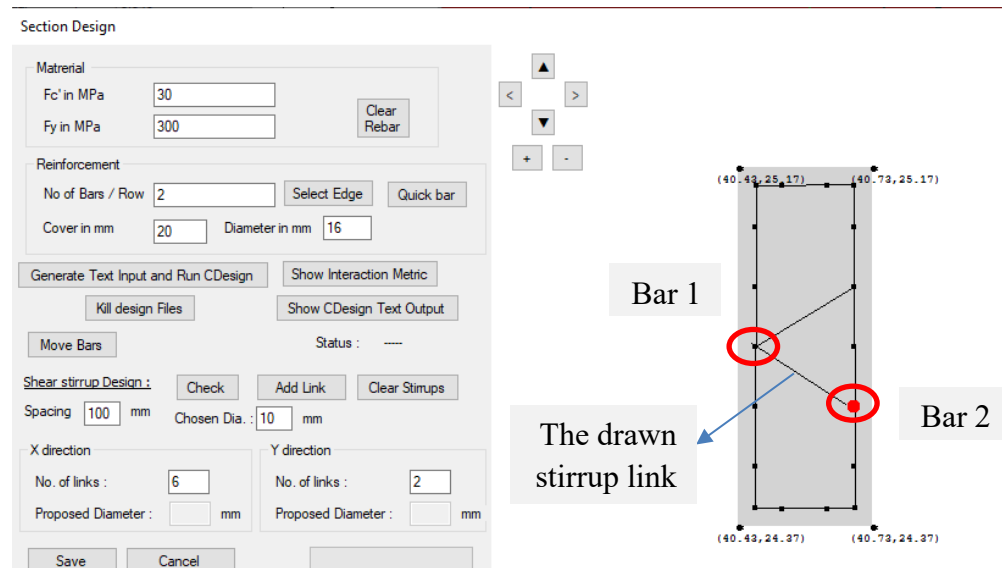 Section Design
Matrerial
Fc' in MPa 30
Fy in MPa 300
Clear Rebar
Reinforcement
No of Bars / Row 2 Select Edge Quick bar
Cover in mm 20 Diameter in mm 16
Generate Text Input and Run CDesign Show Interaction Metric
Kill design Files Show CDesign Text Output
Move Bars Status : ----
Shear stirrup Design : Check Add Link Clear Stirrups
Spacing 100 mm Chosen Dia. : 10 mm
X direction
No. of links : 6
Proposed Diameter : mm
Y direction
No. of links : 2
Proposed Diameter : mm
Save Cancel
▲
< >
▼
+ -
(40.43,25.17) (40.73,25.17)
Bar 1
Bar 2
The drawn
stirrup link
(40.43,24.37) (40.73,24.37)